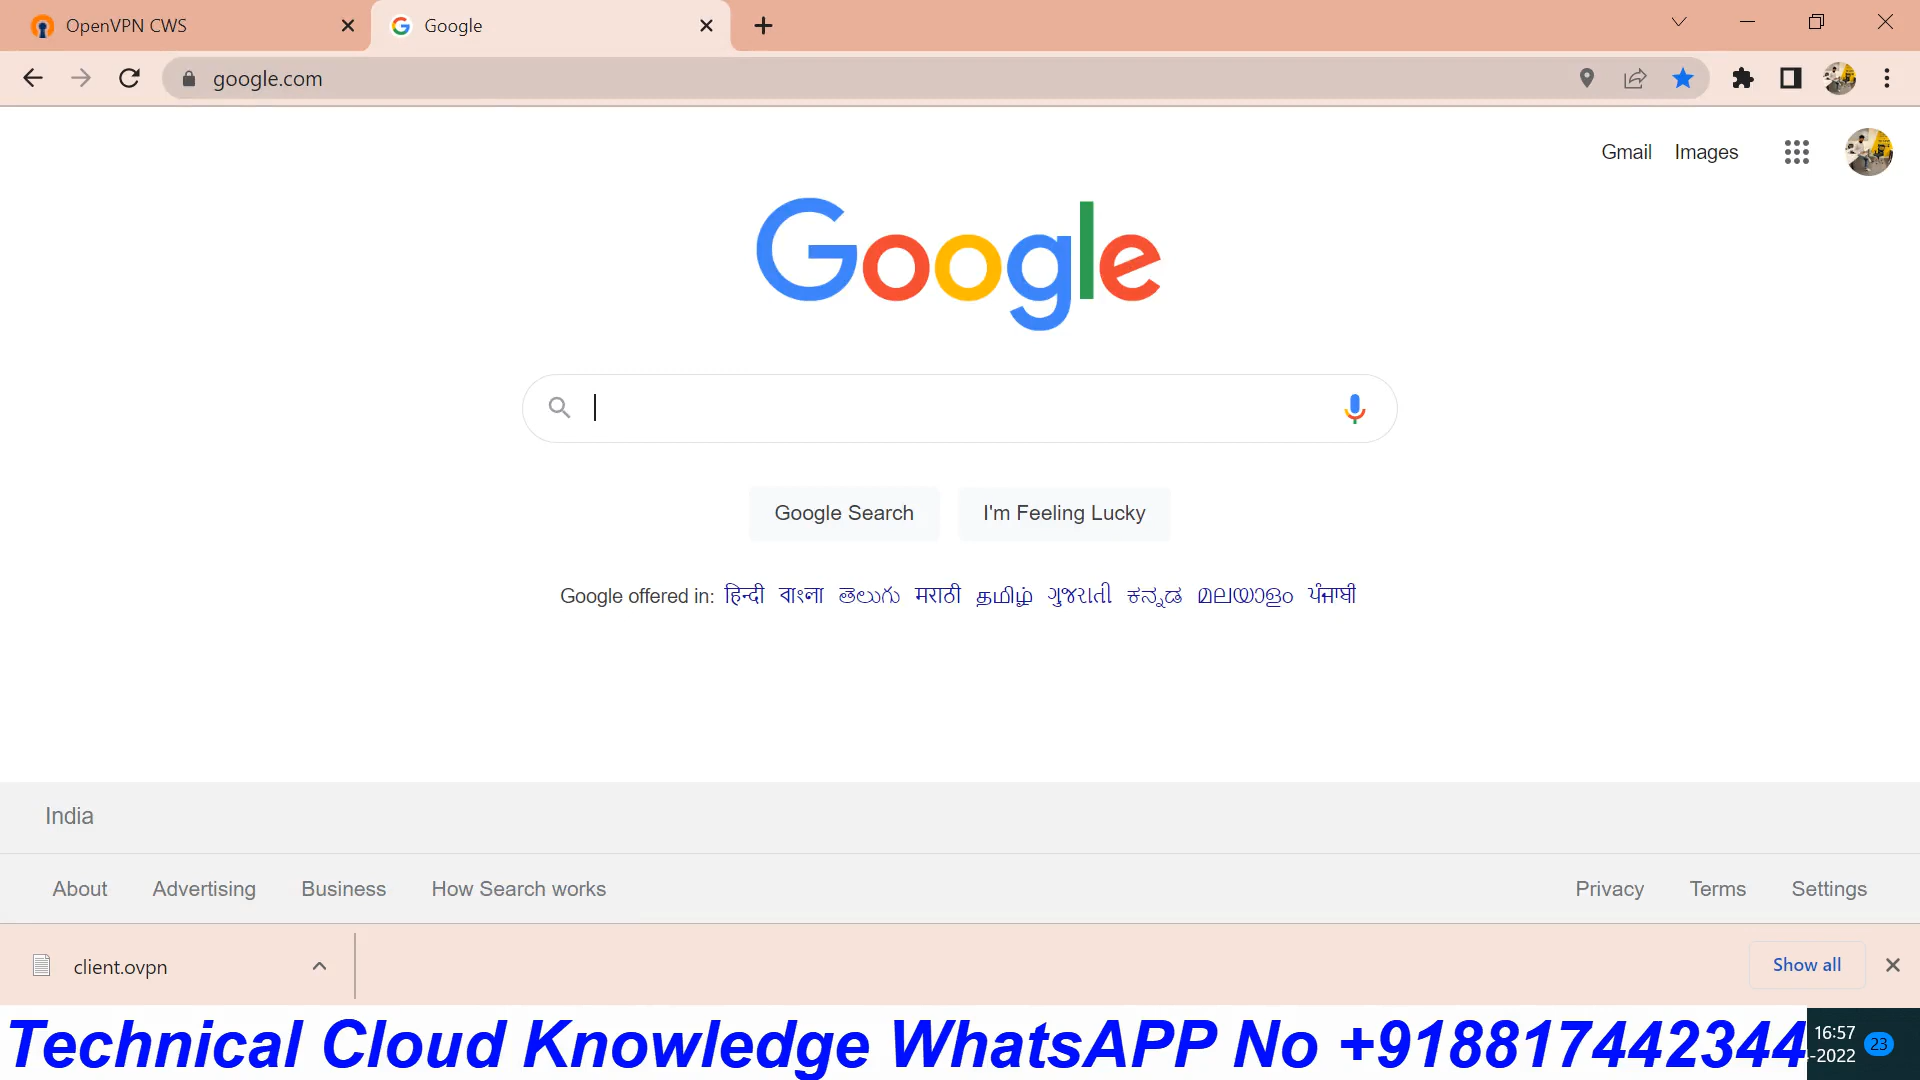 OpenVPN CWS
Google
google.com
Gmail Images
Google
Google Search I'm Feeling Lucky
Google offered in: हिन्दी বাংলা తెలుగు मराठी தமிழ் ગુજરાતી ಕನ್ನಡ മലയാളം ਪੰਜਾਬੀ
India
About Advertising Business How Search works Privacy Terms Settings
client.ovpn Show all
Technical Cloud Knowledge WhatsAPP No +918817442344
16:57
-2022
23